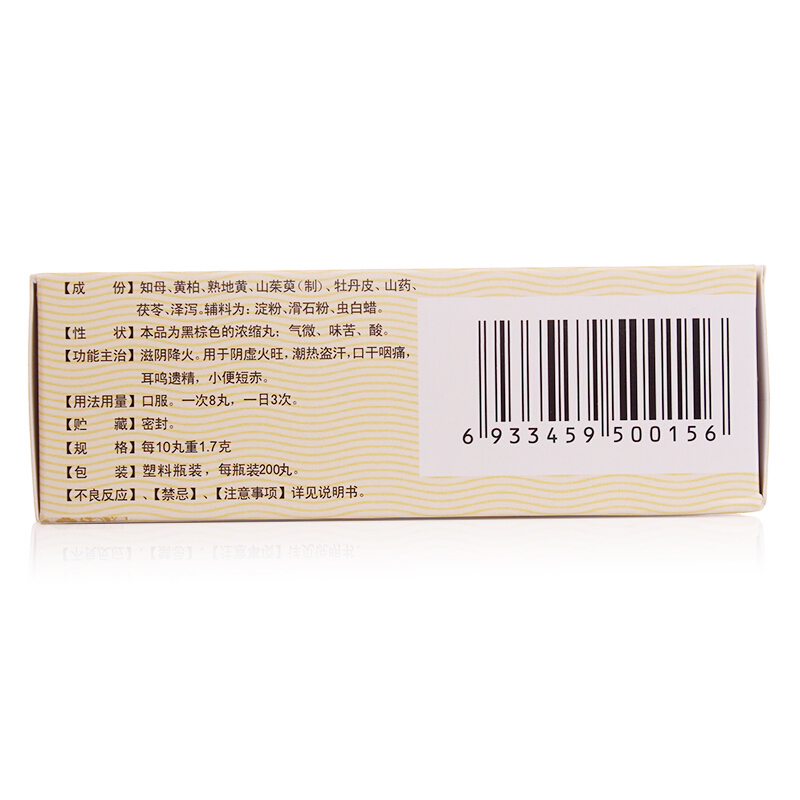 【成　份】知母、黄柏、熟地黄、山茱萸(制)、牡丹皮、山药、
茯苓、泽泻。辅料为：淀粉、滑石粉、虫白蜡。
【性　状】本品为黑棕色的浓缩丸；气微、味苦、酸。
【功能主治】滋阴降火。用于阴虚火旺，潮热盗汗，口干咽痛，
耳鸣遗精，小便短赤。
【用法用量】口服。一次8丸，一日3次。
【贮　藏】密封。
【规　格】每10丸重1.7克
【包　装】塑料瓶装，每瓶装200丸。
【不良反应】、【禁忌】、【注意事项】详见说明书。
6 933459 500156